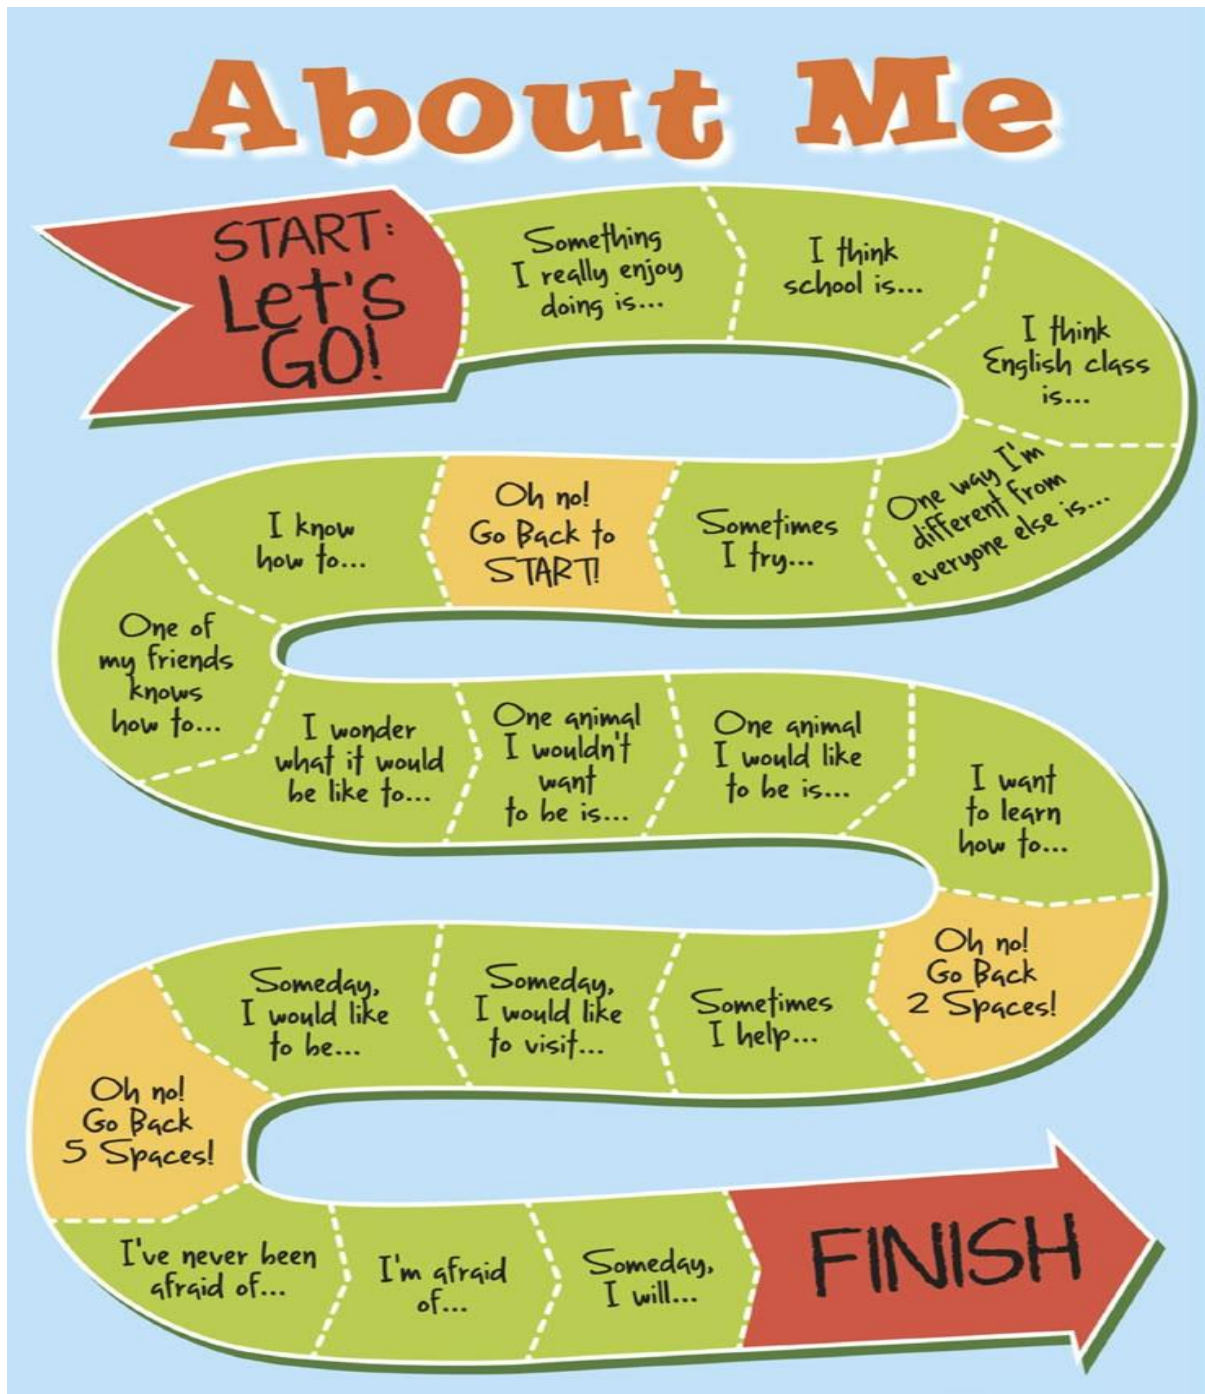 About Me
START:
Let's
GO!
Something
I really enjoy
doing is...
I think
school is...
I think
English class
is...
One way I'm
different from
everyone else is...
Sometimes
I try...
Oh no!
Go Back to
START!
I know
how to...
One of
my friends
knows
how to...
I wonder
what it would
be like to...
One animal
I wouldn't
want
to be is...
One animal
I would like
to be is...
I want
to learn
how to...
Oh no!
Go Back
2 Spaces!
Sometimes
I help...
Someday,
I would like
to visit...
Someday,
I would like
to be...
Oh no!
Go Back
5 Spaces!
I've never been
afraid of...
I'm afraid
of...
Someday,
I will...
FINISH